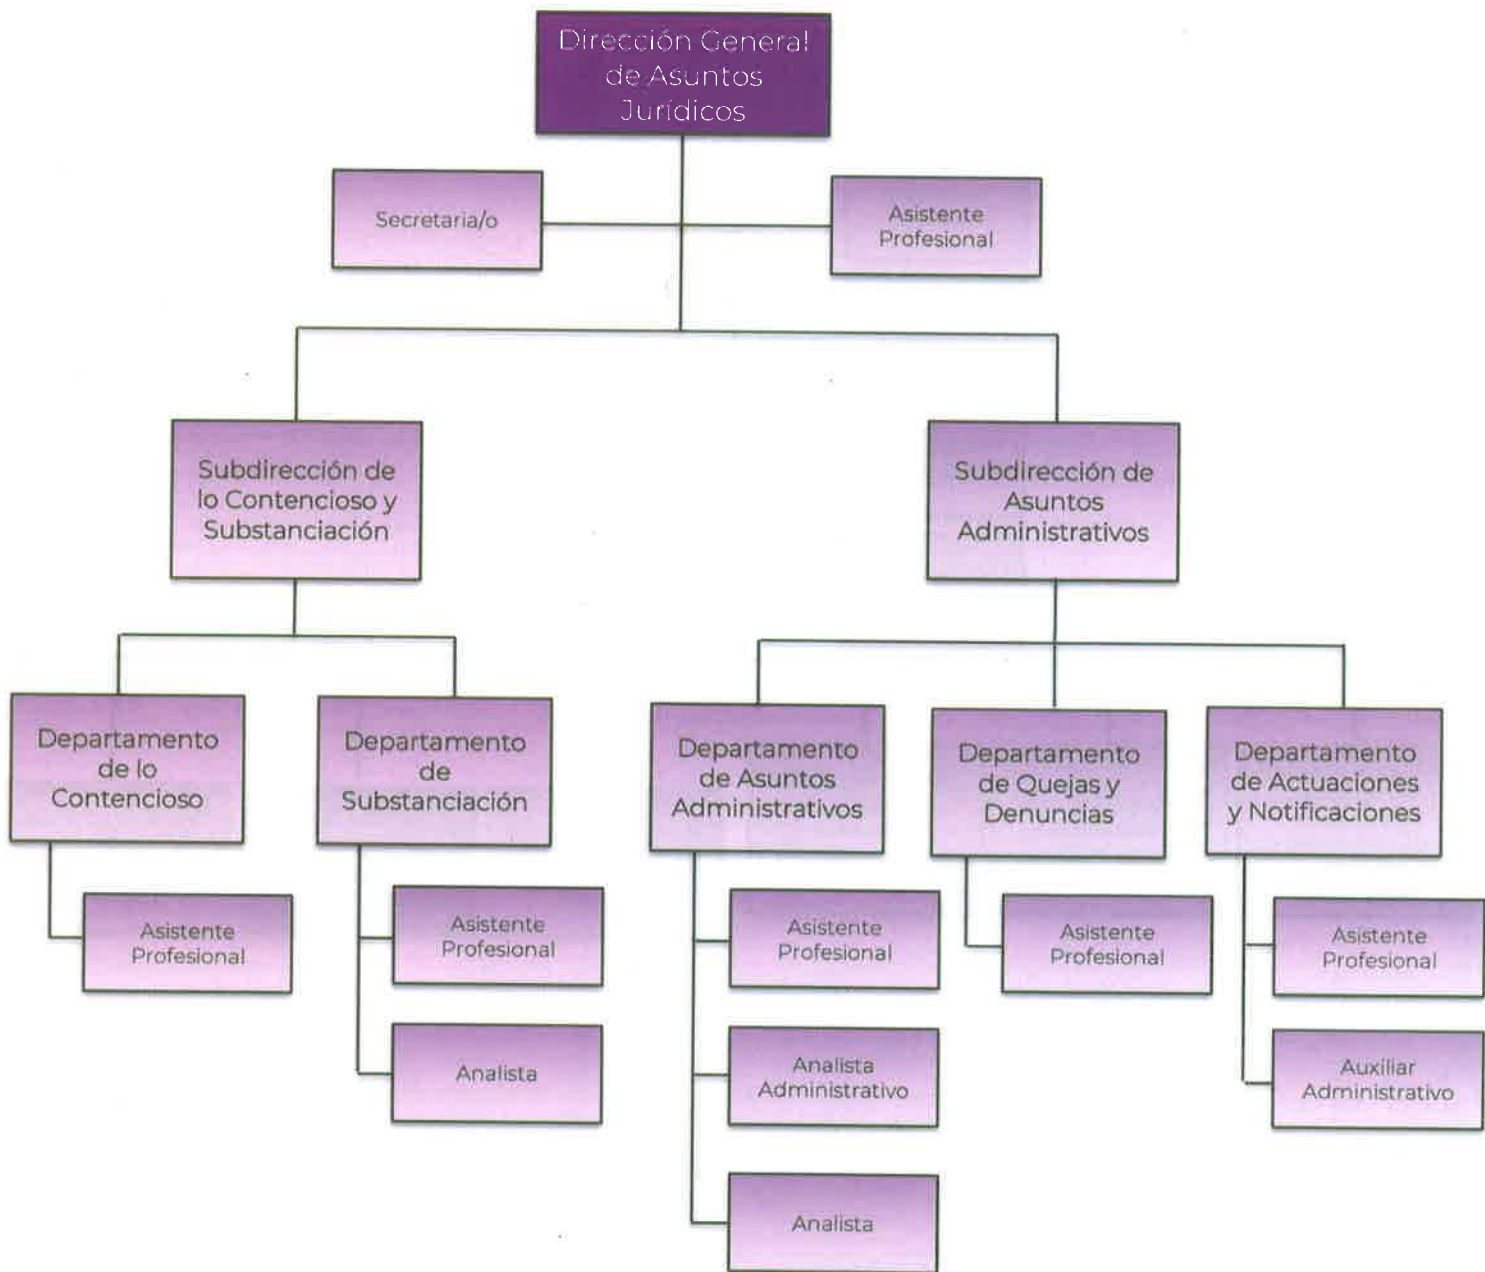 Dirección General
de Asuntos
Jurídicos
Secretaria/o
Asistente
Profesional
Subdirección de
lo Contencioso y
Substanciación
Subdirección de
Asuntos
Administrativos
Departamento
de lo
Contencioso
Departamento
de
Substanciación
Departamento
de Asuntos
Administrativos
Departamento
de Quejas y
Denuncias
Departamento
de Actuaciones
y Notificaciones
Asistente
Profesional
Asistente
Profesional
Analista
Asistente
Profesional
Analista
Administrativo
Analista
Asistente
Profesional
Asistente
Profesional
Auxiliar
Administrativo